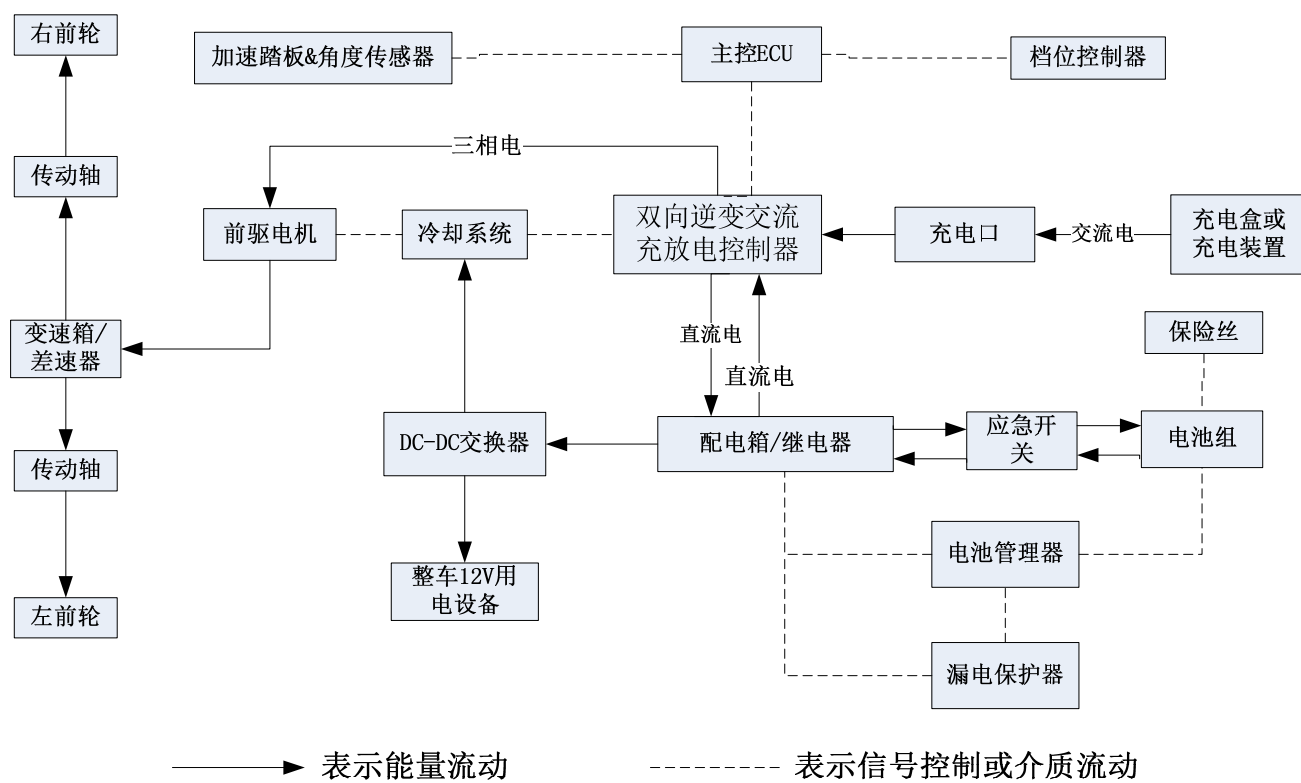 右前轮
加速踏板&角度传感器
主控ECU
档位控制器
三相电
传动轴
前驱电机
冷却系统
双向逆变交流
充放电控制器
充电口
交流电
充电盒或
充电装置
变速箱/
差速器
直流电
直流电
保险丝
传动轴
DC-DC交换器
配电箱/继电器
应急开
关
电池组
电池管理器
整车12V用
电设备
左前轮
漏电保护器
表示能量流动
表示信号控制或介质流动